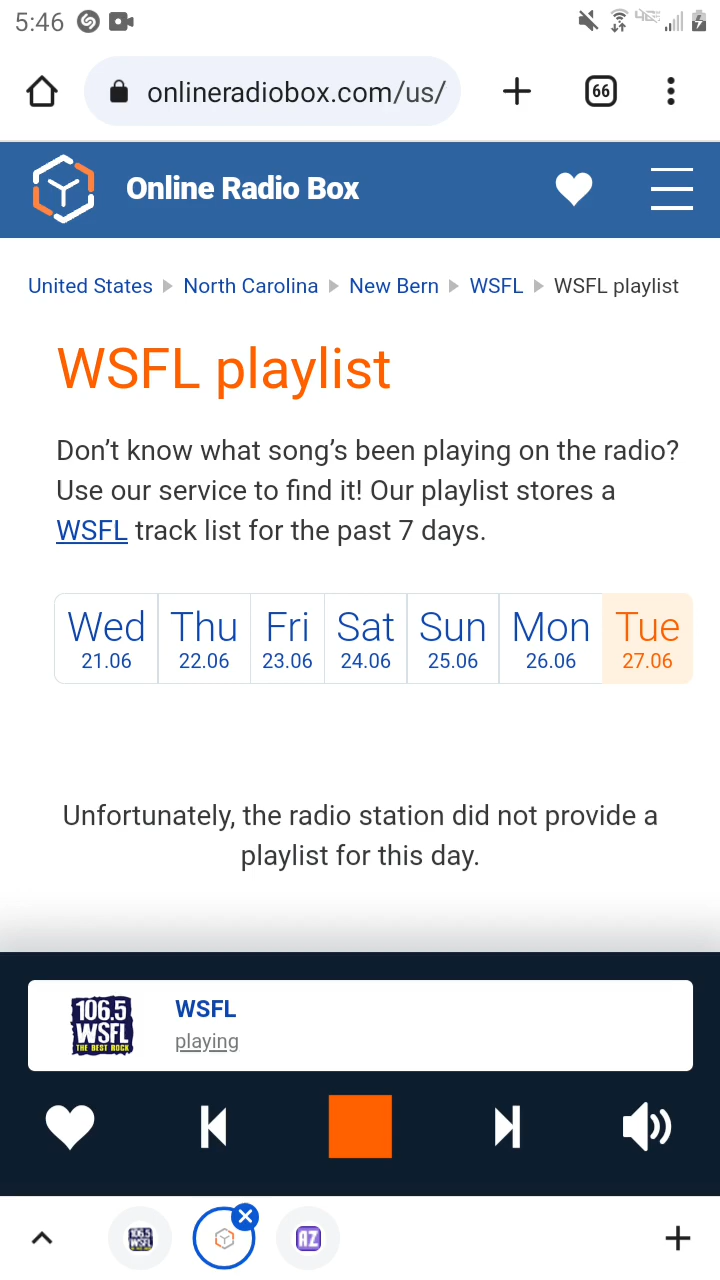 5:46
onlineradiobox.com/us/
66
Online Radio Box
United States North Carolina New Bern WSFL WSFL playlist
WSFL playlist
Don't know what song's been playing on the radio?
Use our service to find it! Our playlist stores a
WSFL track list for the past 7 days.
Wed Thu Fri Sat Sun Mon Tue
21.06 22.06 23.06 24.06 25.06 26.06 27.06
Unfortunately, the radio station did not provide a
playlist for this day.
106.5
WSFL
THE BEST ROCK
WSFL
playing
106.5
WSFL
AZ